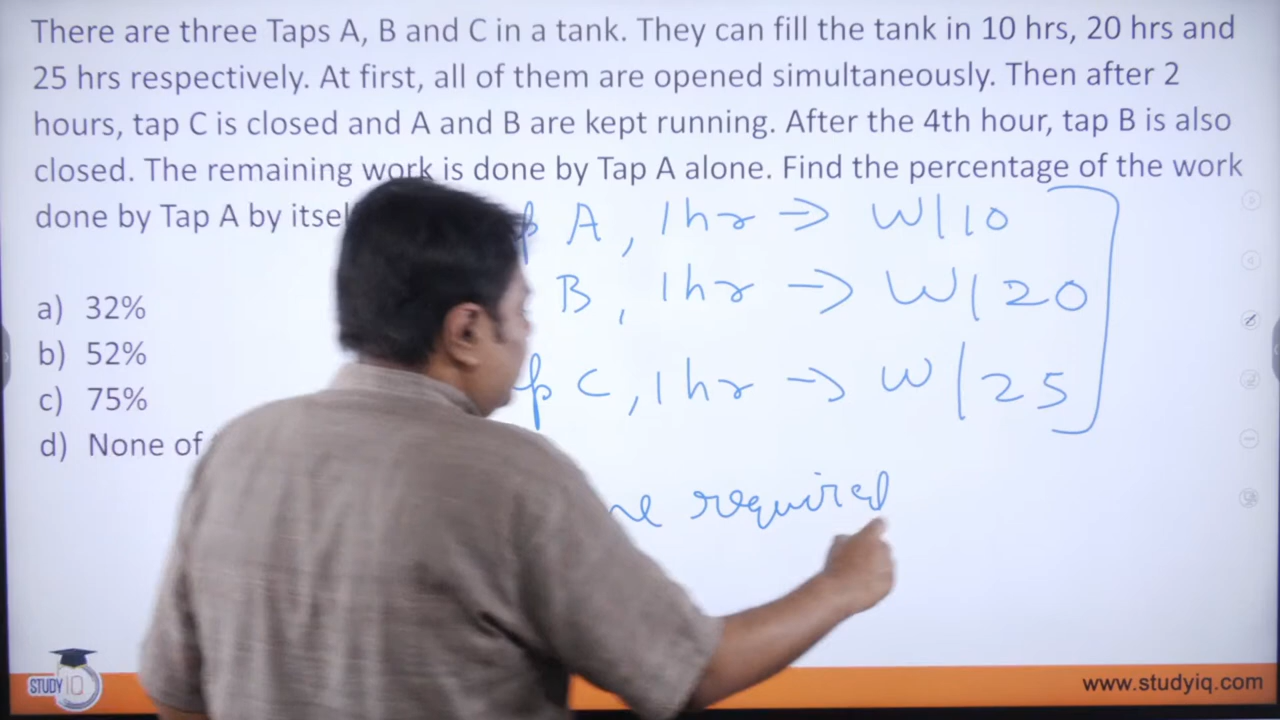 There are three Taps A, B and C in a tank. They can fill the tank in 10 hrs, 20 hrs and
25 hrs respectively. At first, all of them are opened simultaneously. Then after 2
hours, tap C is closed and A and B are kept running. After the 4th hour, tap B is also
closed. The remaining work is done by Tap A alone. Find the percentage of the work
done by Tap A by
A, 1hr → W/10
B, 1hr → W/20
C, 1hr → W/25
a) 32%
b) 52%
c) 75%
d) None of
required
STUDY IQ
www.studyiq.com